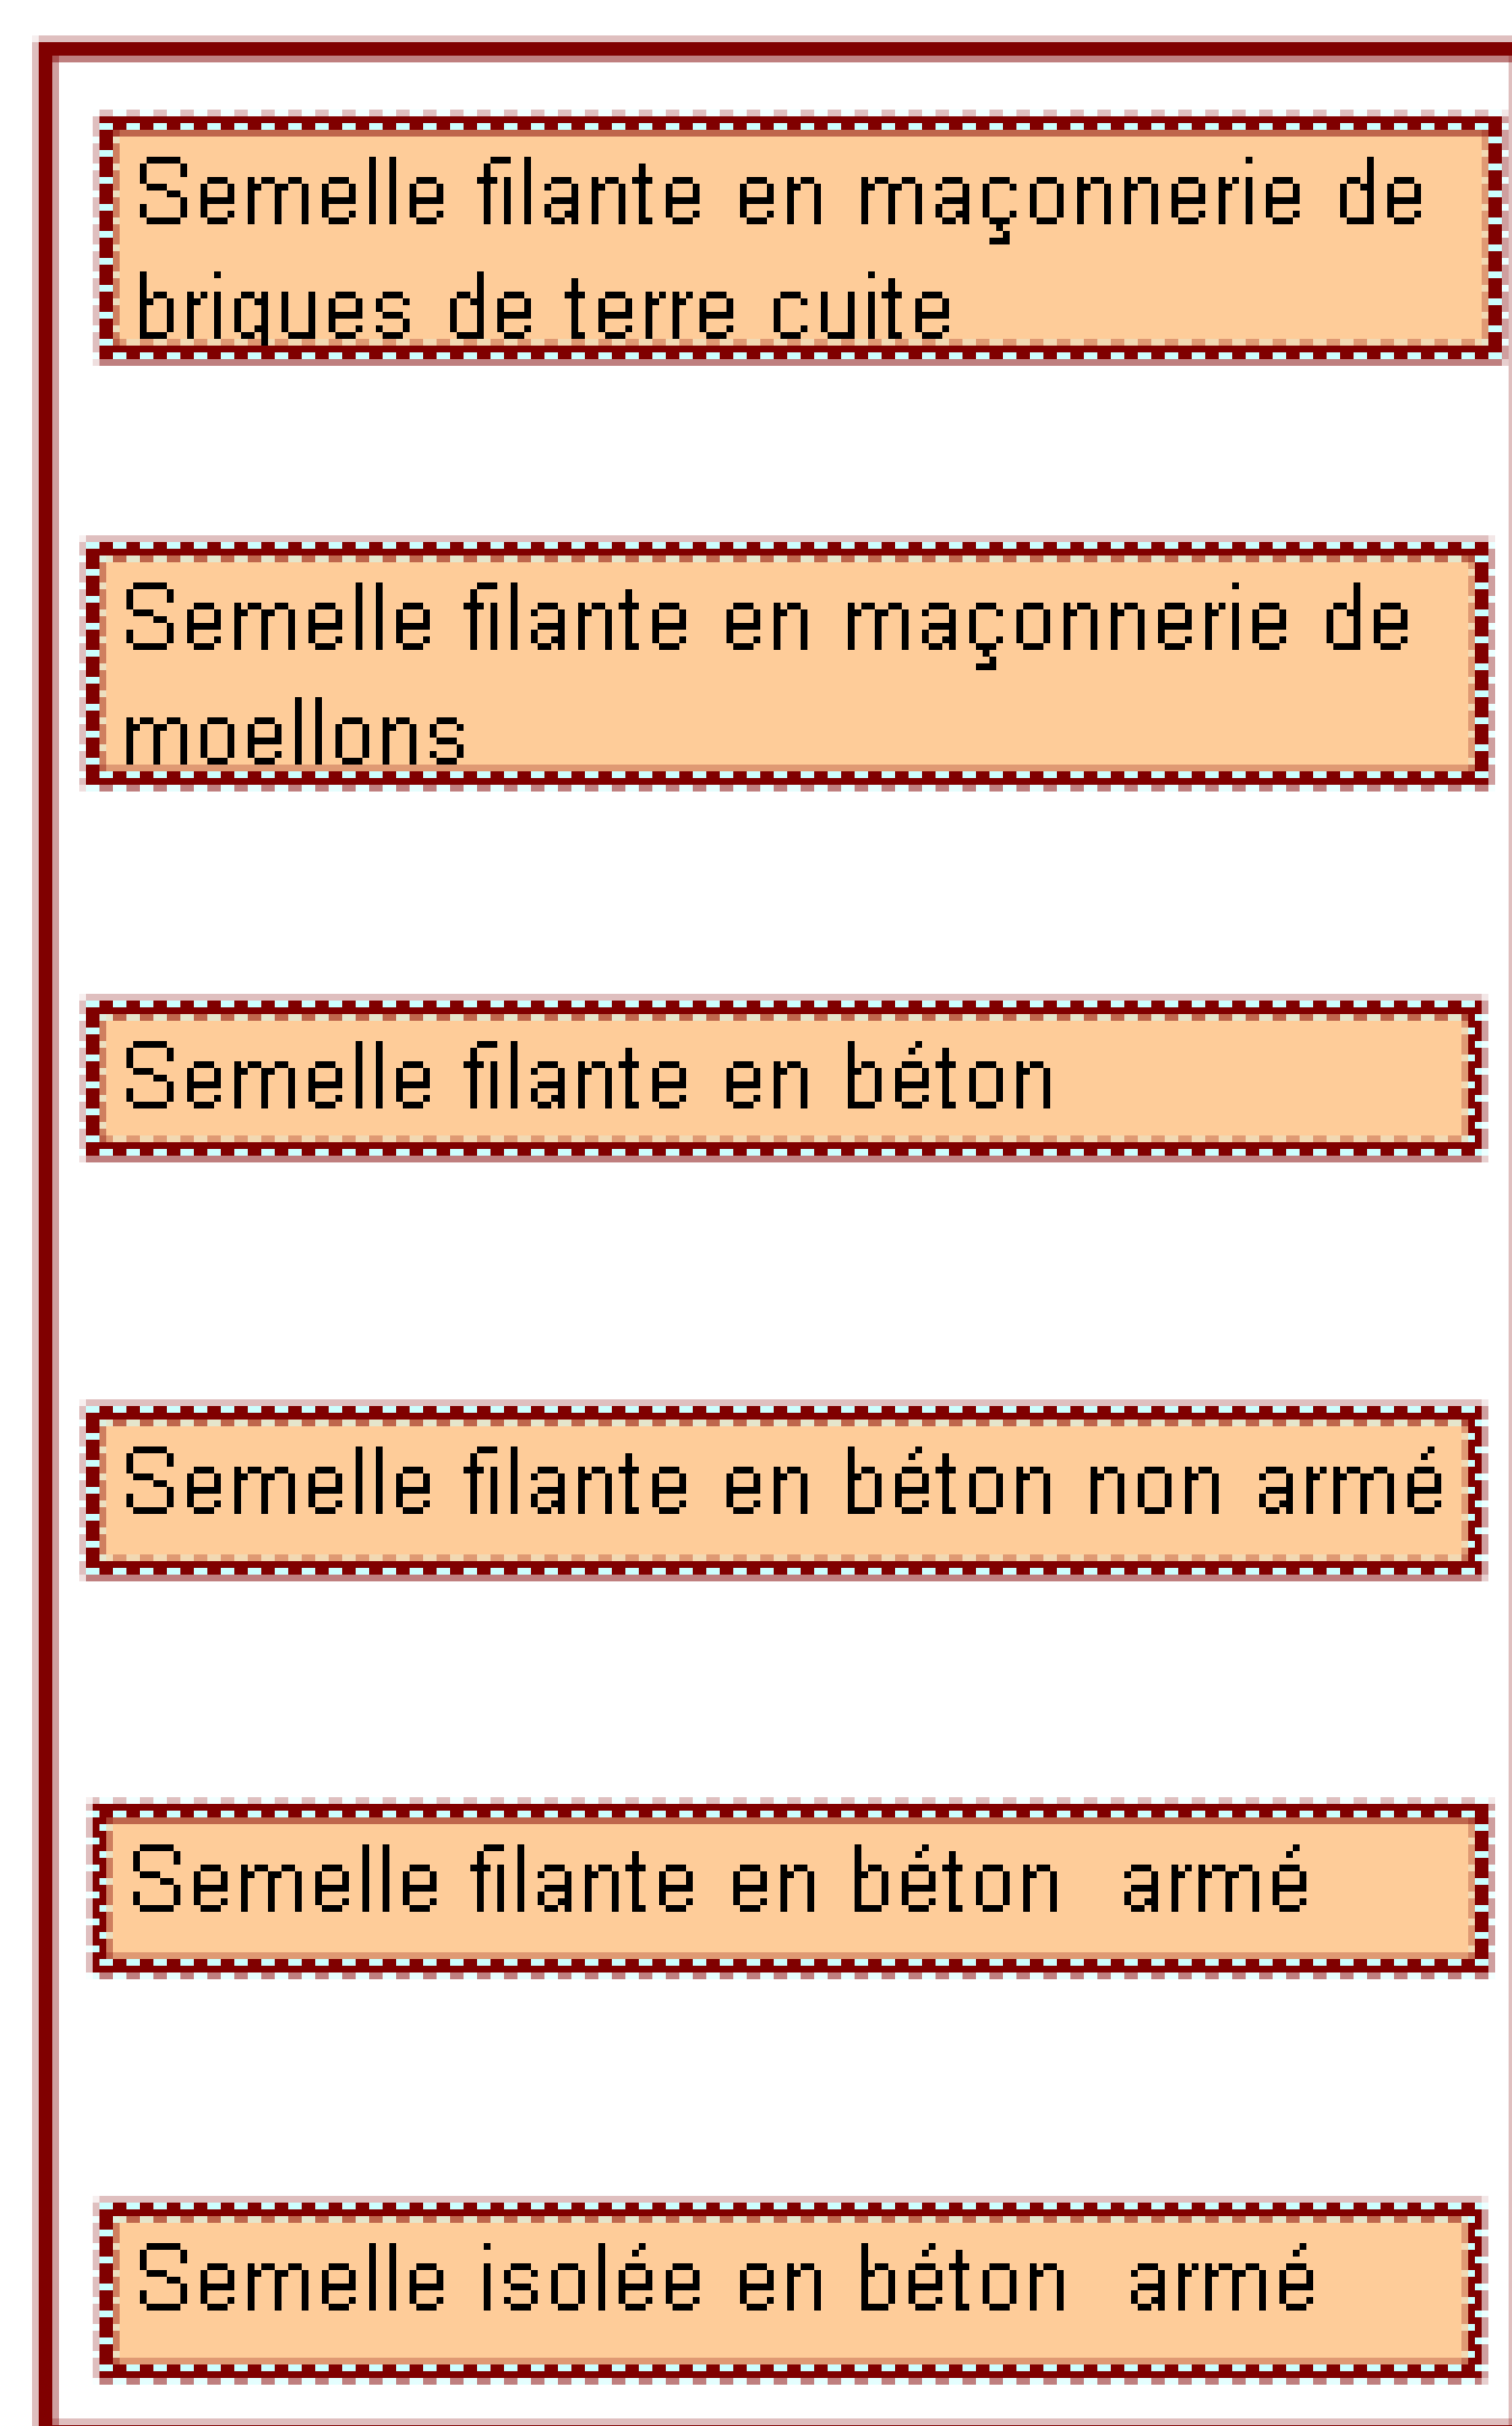 Semelle filante en maçonnerie de
briques de terre cuite
Semelle filante en maçonnerie de
moellons
Semelle filante en béton
Semelle filante en béton non armé
Semelle filante en béton  armé
Semelle isolée en béton  armé